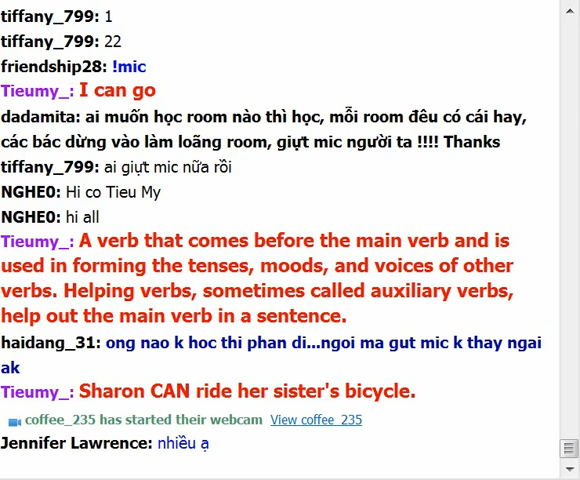 tiffany_799: 1
tiffany_799: 22
friendship28: !mic
Tieumy_: I can go
dadamita: ai muốn học room nào thì học, mỗi room đêu có cái hay,
các bác dừng vào làm loãng room, giựt mic người ta !!!! Thanks
tiffany_799: ai giựt mic nữa rồi
NGHE0: Hi co Tieu My
NGHE0: hi all
Tieumy_: A verb that comes before the main verb and is
used in forming the tenses, moods, and voices of other
verbs. Helping verbs, sometimes called auxiliary verbs,
help out the main verb in a sentence.
haidang_31: ong nao k hoc thi phan di...ngoi ma gut mic k thay ngai
ak
Tieumy_: Sharon CAN ride her sister's bicycle.
coffee_235 has started their webcam View coffee_235
Jennifer Lawrence: nhiều ạ